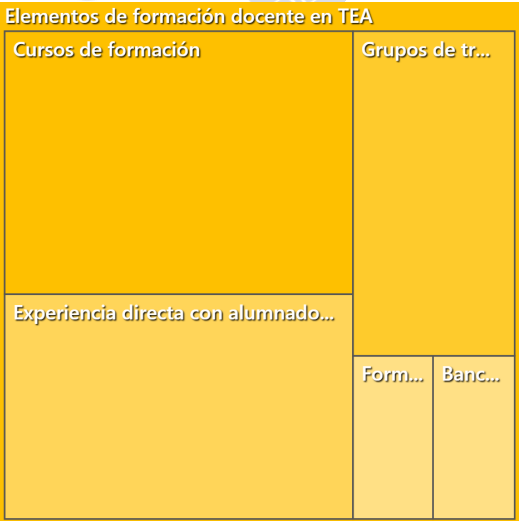 Elementos de formación docente en TEA
Cursos de formación
Grupos de tr...
Experiencia directa con alumnado...
Form...
Banc...